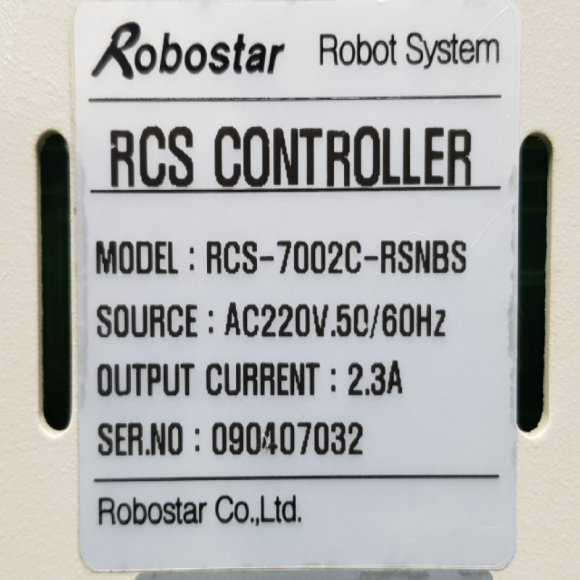 Robostar Robot System
RCS CONTROLLER
MODEL : RCS-7002C-RSNBS
SOURCE : AC220V.50/60Hz
OUTPUT CURRENT : 2.3A
SER.NO : 090407032
Robostar Co.,Ltd.